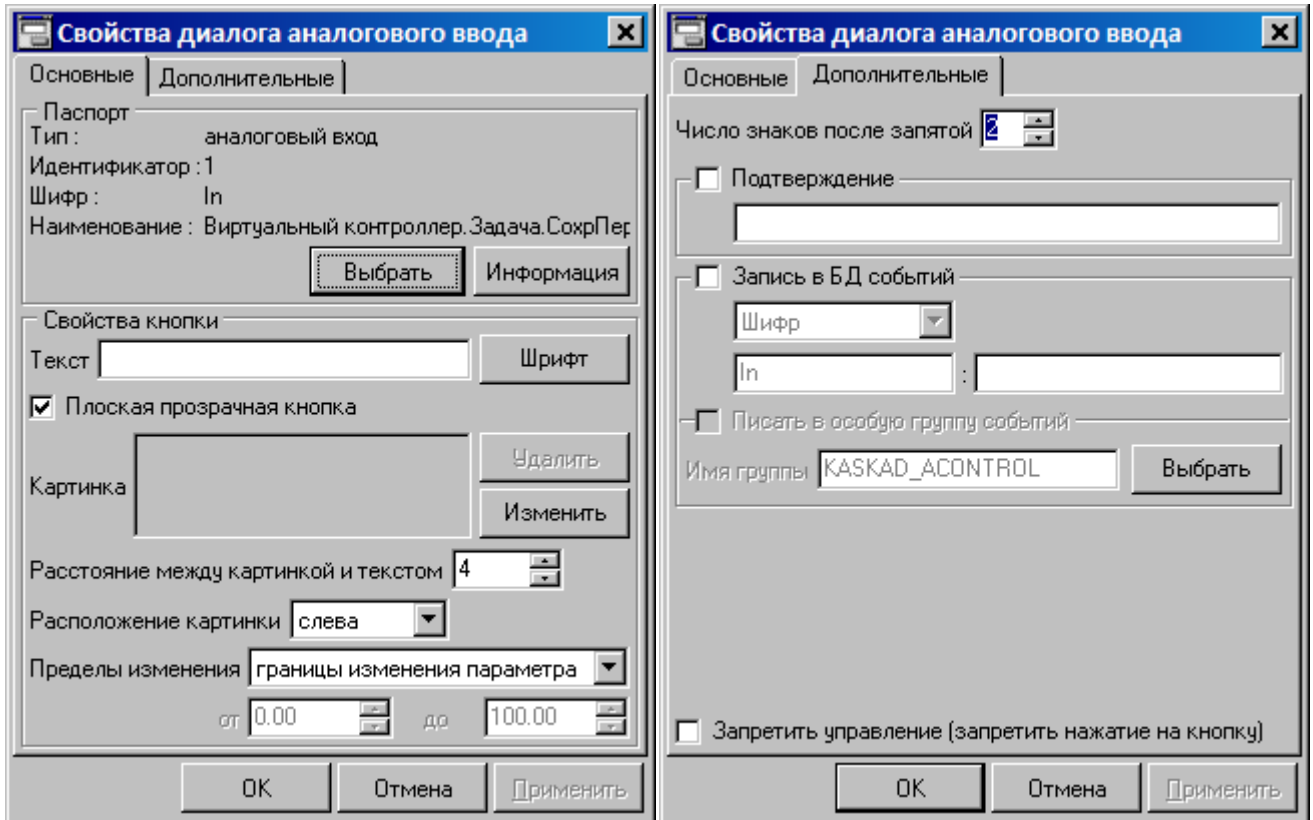 Свойства диалога аналогового ввода
Основные
Дополнительные
Паспорт
Тип : аналоговый вход
Идентификатор : 1
Шифр : In
Наименование : Виртуальный контроллер.Задача.СохрПер
Выбрать
Информация
Свойства кнопки
Текст
Шрифт
Плоская прозрачная кнопка
Картинка
Удалить
Изменить
Расстояние между картинкой и текстом 4
Расположение картинки слева
Пределы изменения границы изменения параметра
от 0.00 до 100.00
OK
Отмена
Применить
Свойства диалога аналогового ввода
Основные
Дополнительные
Число знаков после запятой 2
Подтверждение
Запись в БД событий
Шифр
In :
Писать в особую группу событий
Имя группы KASKAD_ACONTROL
Выбрать
Запретить управление (запретить нажатие на кнопку)
OK
Отмена
Применить